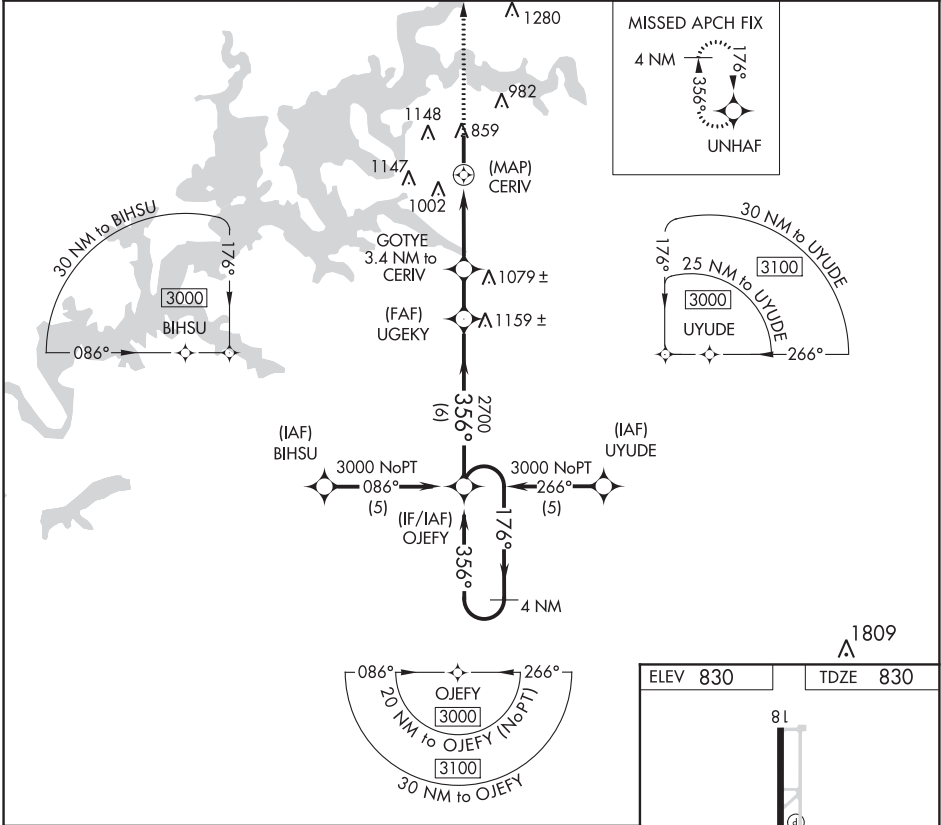 1280
MISSED APCH FIX
4 NM
176°
356°
UNHAF
982
1148
859
1147
(MAP)
CERIV
1002
30 NM to BIHSU
176°
3000
BIHSU
086°
GOTYE
3.4 NM to
CERIV
1079 ±
(FAF)
UGEKY
1159 ±
30 NM to UYUDE
3100
176°
25 NM to UYUDE
3000
UYUDE
266°
2700
356°
(6)
(IAF)
BIHSU
3000 NoPT
086°
(5)
(IAF)
UYUDE
3000 NoPT
266°
(5)
(IF/IAF)
OJEFY
176°
356°
4 NM
1809
086°
266°
OJEFY
3000
20 NM to OJEFY (NoPT)
3100
30 NM to OJEFY
ELEV 830
TDZE 830
18
P